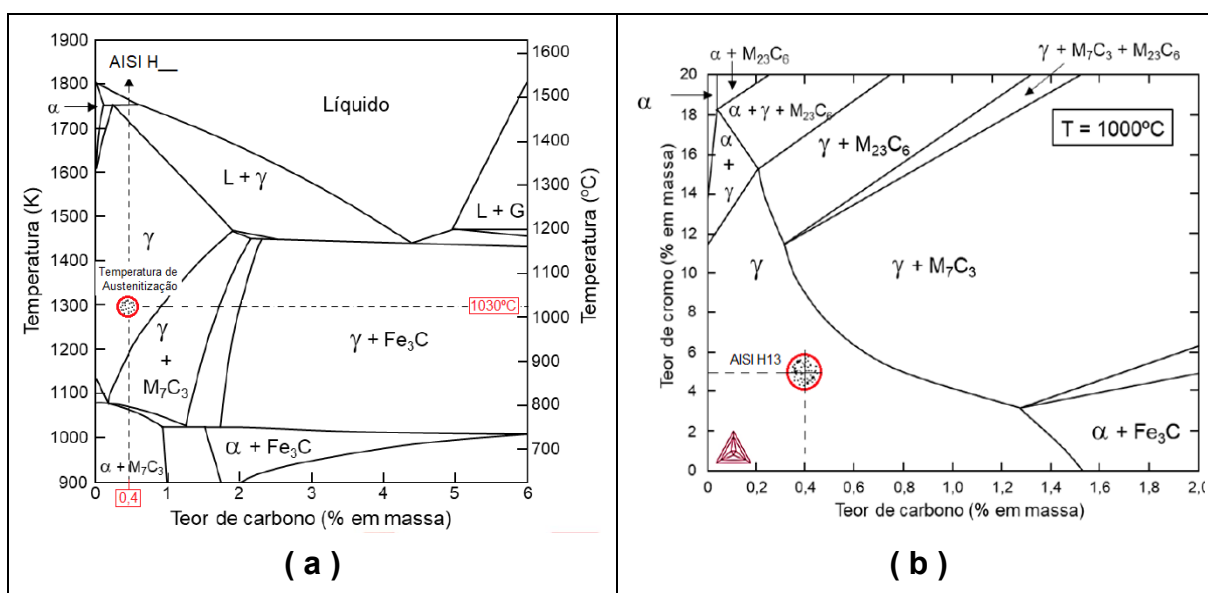 AISI H__
1900
1800
α
1700
1600
1500
1400
1300
1200
1100
1000
900
Temperatura (K)
1600
1500
1400
1300
1200
1100
1000
900
800
700
Temperatura (ºC)
Líquido
L + γ
L + G
γ
Temperatura de
Austenitização
1030ºC
γ
+
M7C3
γ + Fe3C
α + Fe3C
α + M7C3
0
1
2
3
4
5
6
0,4
Teor de carbono (% em massa)
( a )
α + M23C6
γ + M7C3 + M23C6
20
18
16
14
12
10
8
6
4
2
0
Teor de cromo (% em massa)
α
α + γ + M23C6
T = 1000ºC
α
+
γ
γ + M23C6
γ
γ + M7C3
AISI H13
α + Fe3C
0
0,2
0,4
0,6
0,8
1,0
1,2
1,4
1,6
1,8
2,0
Teor de carbono (% em massa)
( b )